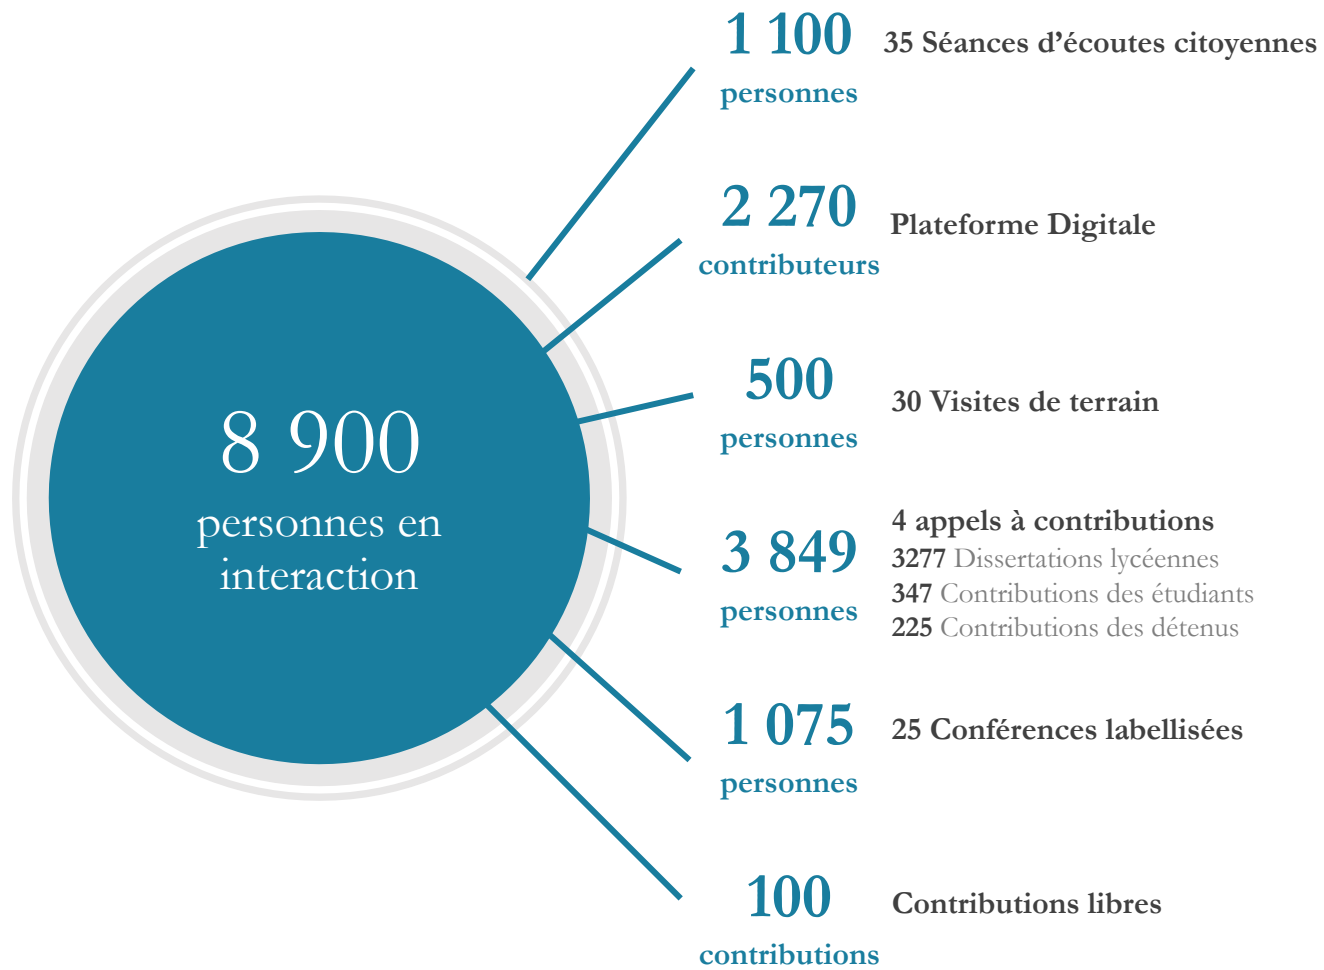 8 900
personnes en
interaction
1 100
personnes
35 Séances d’écoutes citoyennes
2 270
contributeurs
Plateforme Digitale
500
personnes
30 Visites de terrain
3 849
personnes
4 appels à contributions
3277 Dissertations lycéennes
347 Contributions des étudiants
225 Contributions des détenus
1 075
personnes
25 Conférences labellisées
100
contributions
Contributions libres